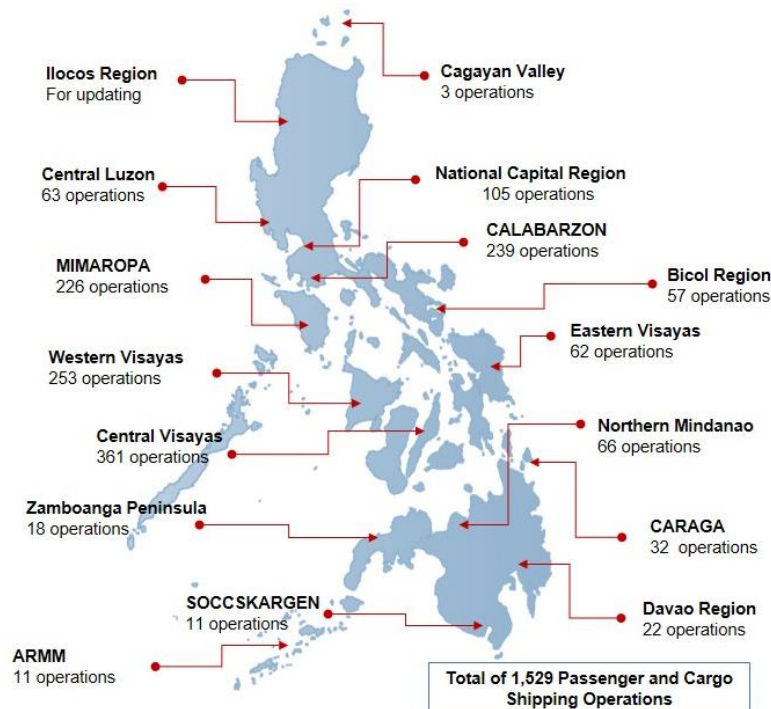 Ilocos Region
For updating
Cagayan Valley
3 operations
Central Luzon
63 operations
National Capital Region
105 operations
CALABARZON
239 operations
MIMAROPA
226 operations
Bicol Region
57 operations
Eastern Visayas
62 operations
Western Visayas
253 operations
Northern Mindanao
66 operations
Central Visayas
361 operations
Zamboanga Peninsula
18 operations
CARAGA
32 operations
SOCCSKARGEN
11 operations
Davao Region
22 operations
ARMM
11 operations
Total of 1,529 Passenger and Cargo
Shipping Operations